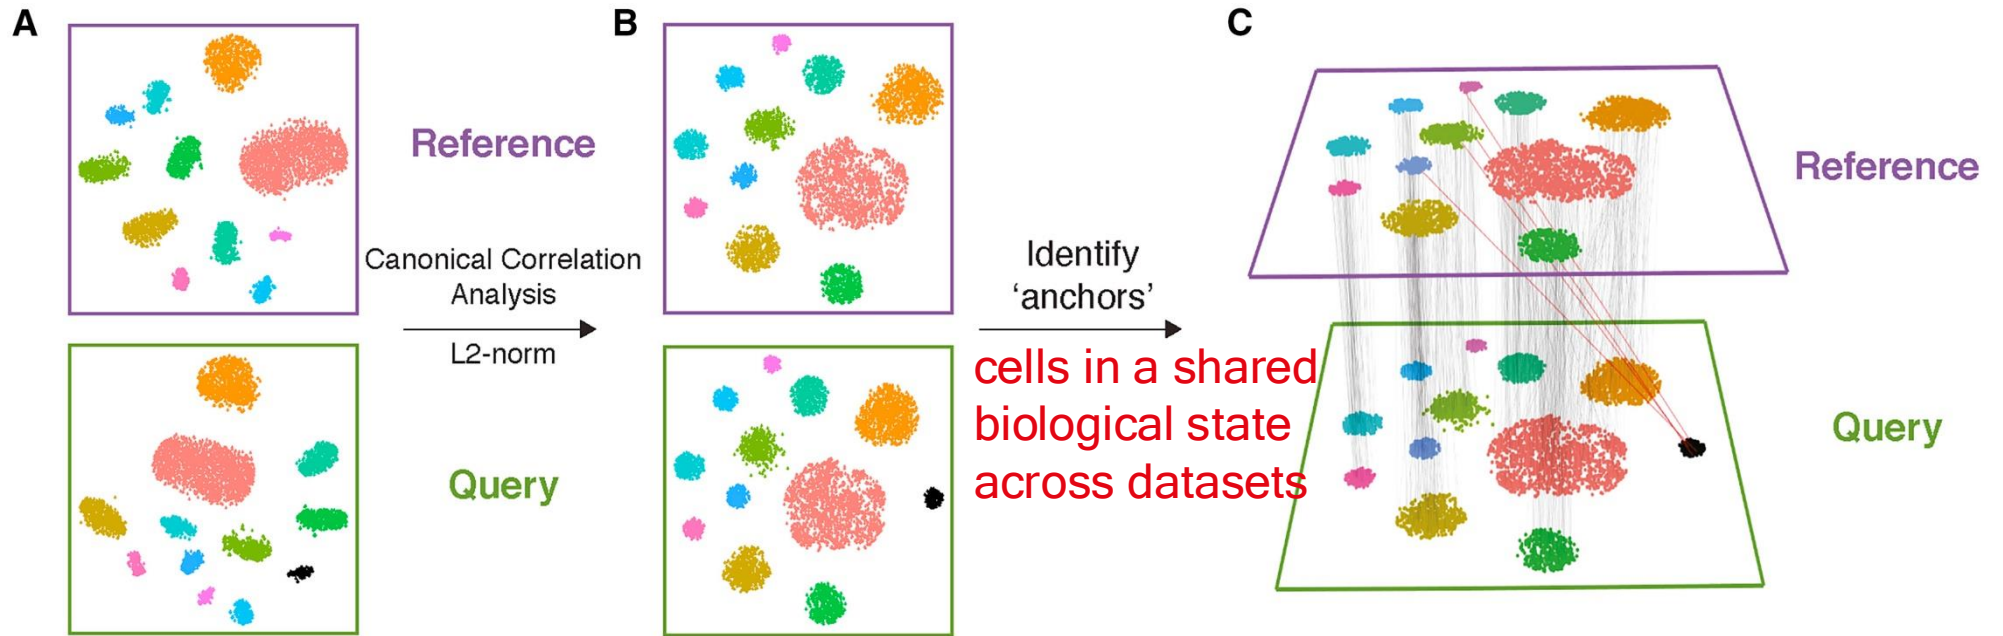 A
B
C
Reference
Canonical Correlation
Analysis
L2-norm
Query
Identify
‘anchors’
cells in a shared
biological state
across datasets
Reference
Query